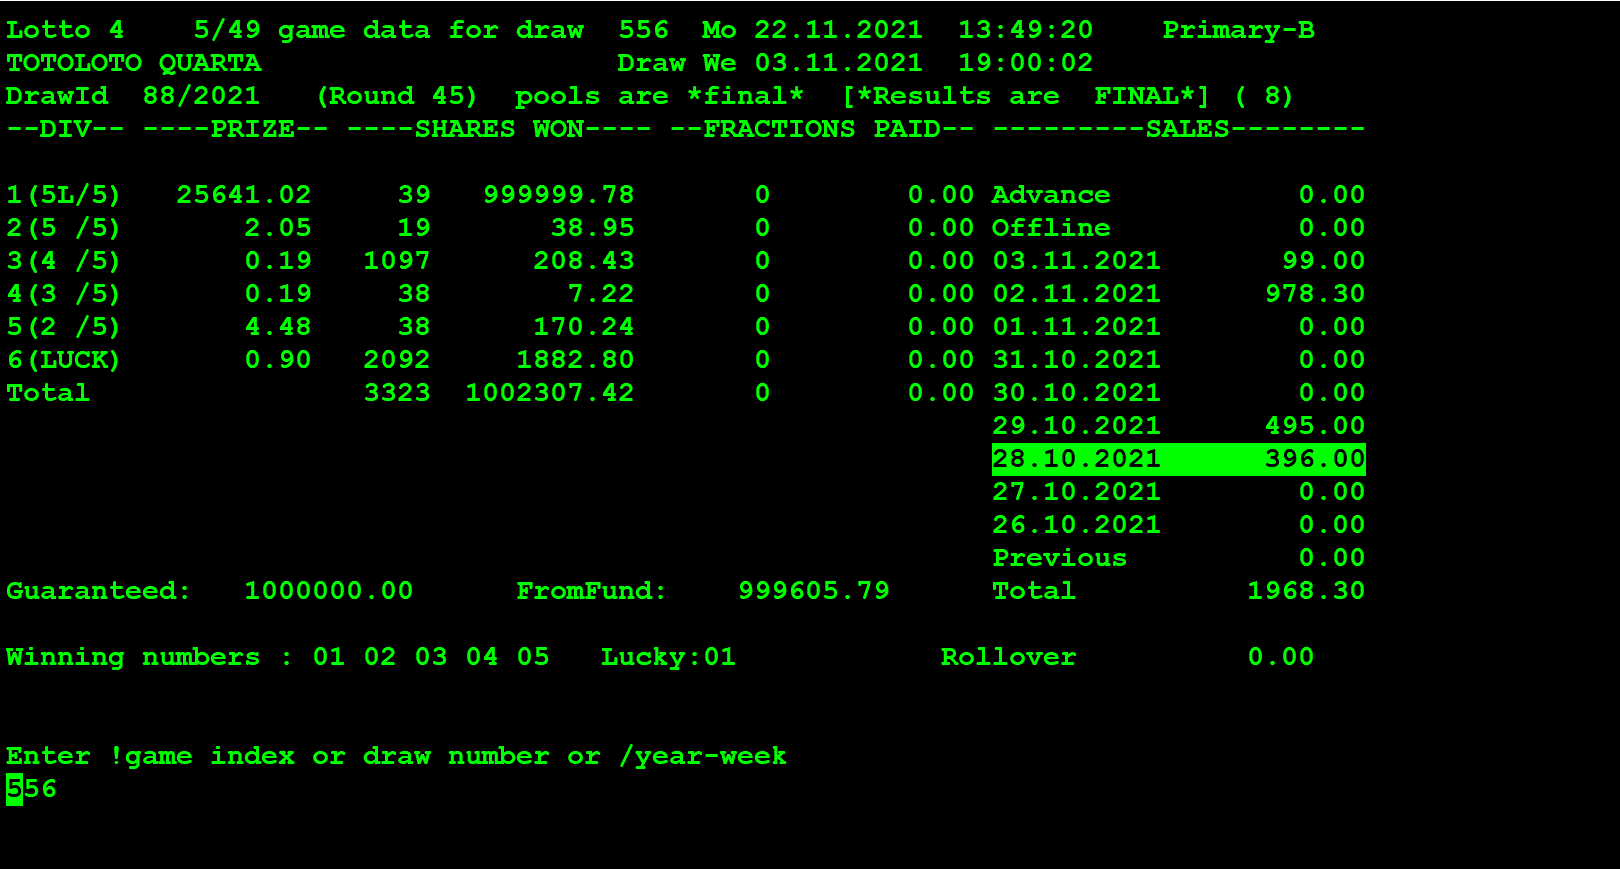 Lotto 4    5/49 game data for draw  556  Mo 22.11.2021  13:49:20    Primary-B
TOTOLOTO QUARTA                     Draw We 03.11.2021  19:00:02
DrawId  88/2021   (Round 45)  pools are *final*  [*Results are  FINAL*] ( 8)
--DIV-- ----PRIZE-- ----SHARES WON---- --FRACTIONS PAID-- ---------SALES--------
1(5L/5)   25641.02     39   999999.78       0        0.00 Advance           0.00
2(5 /5)       2.05     19       38.95       0        0.00 Offline           0.00
3(4 /5)       0.19   1097      208.43       0        0.00 03.11.2021       99.00
4(3 /5)       0.19     38        7.22       0        0.00 02.11.2021      978.30
5(2 /5)       4.48     38      170.24       0        0.00 01.11.2021        0.00
6(LUCK)       0.90   2092     1882.80       0        0.00 31.10.2021        0.00
Total                3323  1002307.42       0        0.00 30.10.2021        0.00
29.10.2021      495.00
28.10.2021      396.00
27.10.2021        0.00
26.10.2021        0.00
Previous          0.00
Guaranteed:   1000000.00      FromFund:    999605.79      Total          1968.30
Winning numbers : 01 02 03 04 05   Lucky:01            Rollover          0.00
Enter !game index or draw number or /year-week
556